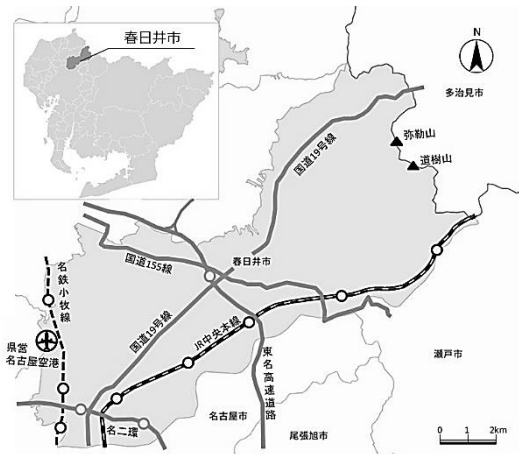 春日井市
N
多治見市
弥勒山
道樹山
国道19号線
名鉄小牧線
国道155線
春日井市
国道19号線
JR中央本線
県営
名古屋空港
東名高速道路
瀬戸市
名古屋市
名二環
尾張旭市
0 1 2km